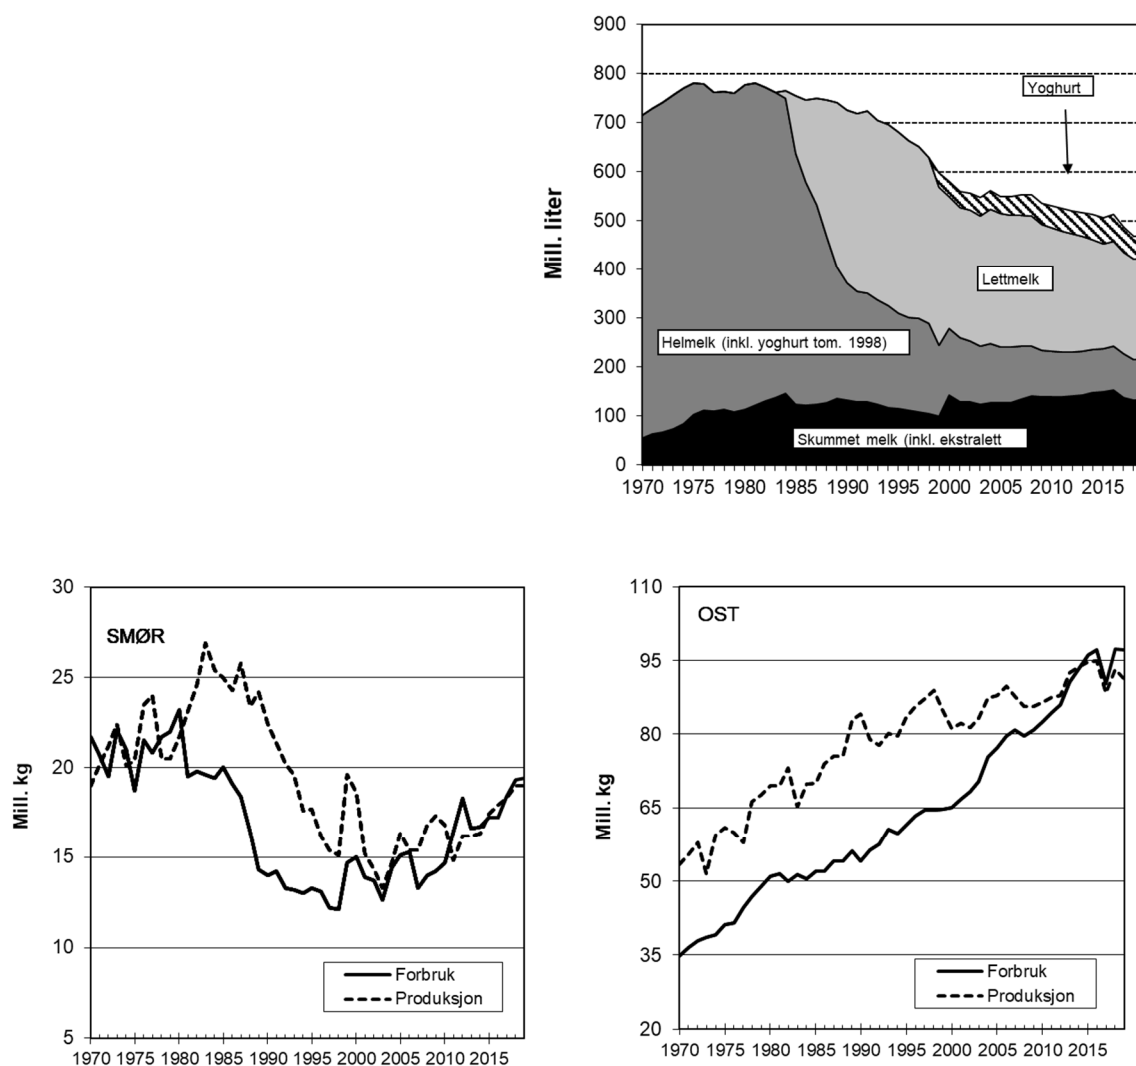 900
800
Yoghurt
700
600
500
Mill. liter
400
Lettmelk
300
Helmelk (inkl. yoghurt tom. 1998)
200
100
Skummet melk (inkl. ekstralett
0
1970 1975 1980 1985 1990 1995 2000 2005 2010 2015
30
SMØR
25
20
Mill. kg
15
10
Forbruk
Produksjon
5
1970 1975 1980 1985 1990 1995 2000 2005 2010 2015
110
OST
95
80
Mill. kg
65
50
35
Forbruk
Produksjon
20
1970 1975 1980 1985 1990 1995 2000 2005 2010 2015